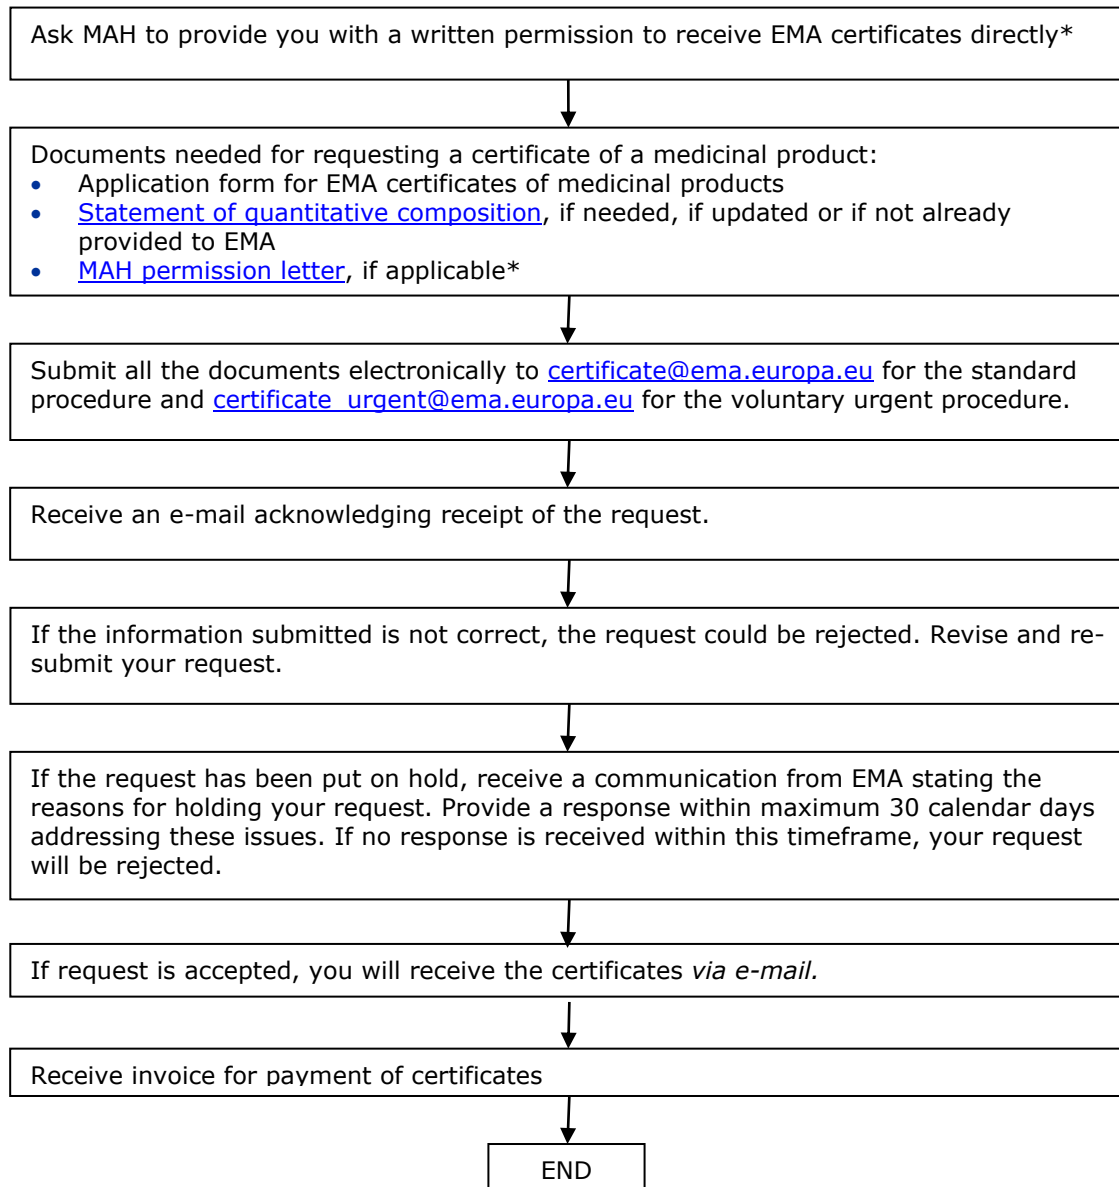 Ask MAH to provide you with a written permission to receive EMA certificates directly*
Documents needed for requesting a certificate of a medicinal product:
• Application form for EMA certificates of medicinal products
• Statement of quantitative composition, if needed, if updated or if not already
provided to EMA
• MAH permission letter, if applicable*
Submit all the documents electronically to certificate@ema.europa.eu for the standard
procedure and certificate_urgent@ema.europa.eu for the voluntary urgent procedure.
Receive an e-mail acknowledging receipt of the request.
If the information submitted is not correct, the request could be rejected. Revise and re-
submit your request.
If the request has been put on hold, receive a communication from EMA stating the
reasons for holding your request. Provide a response within maximum 30 calendar days
addressing these issues. If no response is received within this timeframe, your request
will be rejected.
If request is accepted, you will receive the certificates via e-mail.
Receive invoice for payment of certificates
END